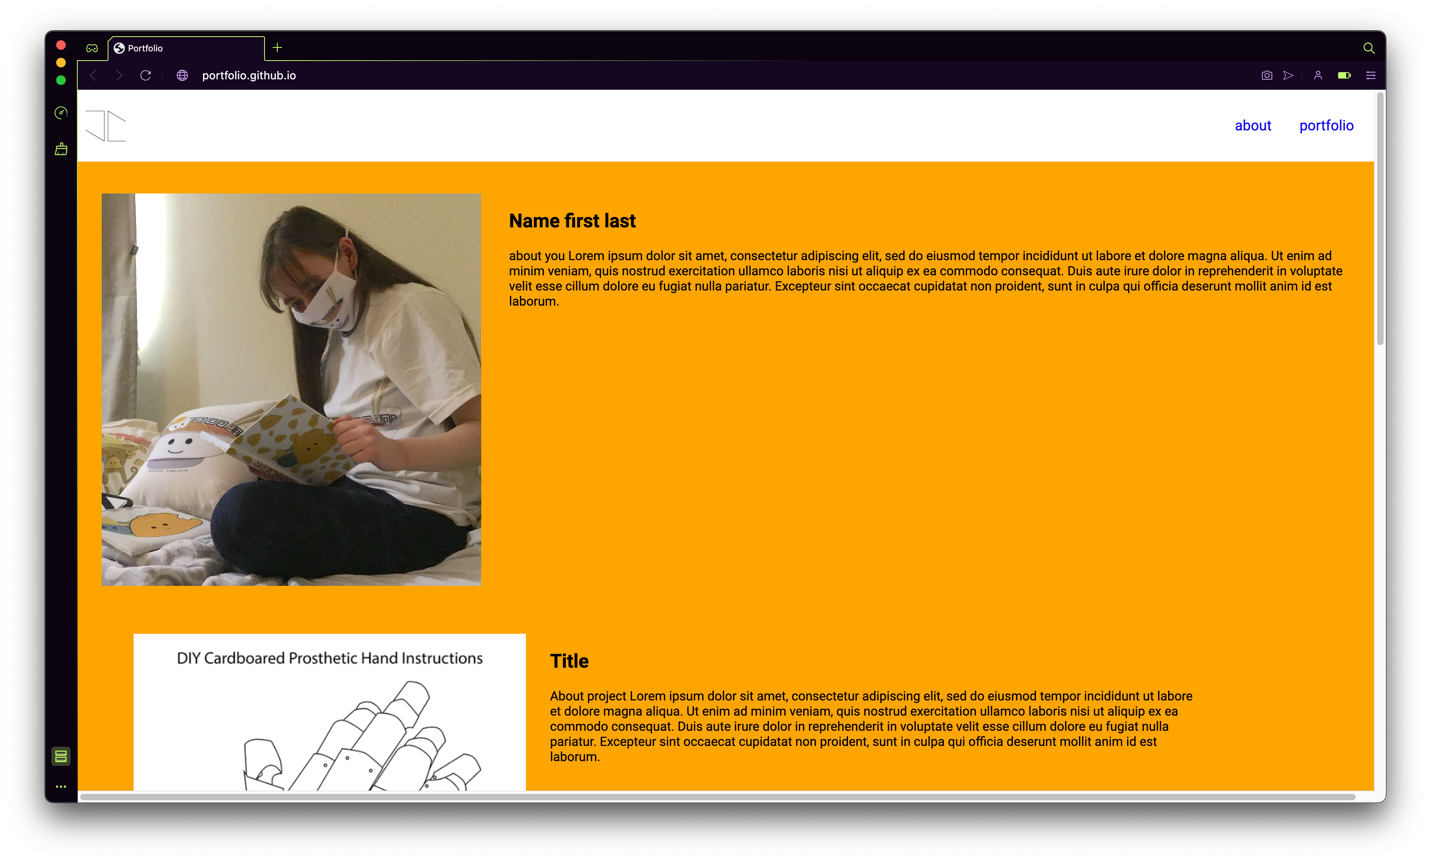 Portfolio
portfolio.github.io
about portfolio
Name first last
about you Lorem ipsum dolor sit amet, consectetur adipiscing elit, sed do eiusmod tempor incididunt ut labore et dolore magna aliqua. Ut enim ad
minim veniam, quis nostrud exercitation ullamco laboris nisi ut aliquip ex ea commodo consequat. Duis aute irure dolor in reprehenderit in voluptate
velit esse cillum dolore eu fugiat nulla pariatur. Excepteur sint occaecat cupidatat non proident, sunt in culpa qui officia deserunt mollit anim id est
laborum.
DIY Cardboared Prosthetic Hand Instructions
Title
About project Lorem ipsum dolor sit amet, consectetur adipiscing elit, sed do eiusmod tempor incididunt ut labore
et dolore magna aliqua. Ut enim ad minim veniam, quis nostrud exercitation ullamco laboris nisi ut aliquip ex ea
commodo consequat. Duis aute irure dolor in reprehenderit in voluptate velit esse cillum dolore eu fugiat nulla
pariatur. Excepteur sint occaecat cupidatat non proident, sunt in culpa qui officia deserunt mollit anim id est
laborum.